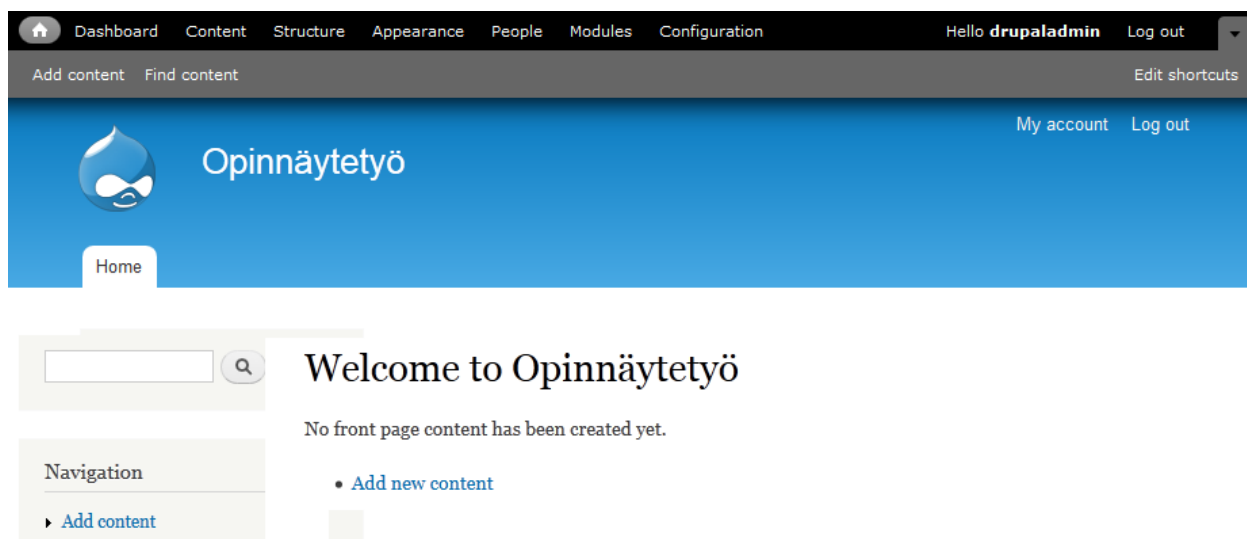 Dashboard Content Structure Appearance People Modules Configuration Hello drupaladmin Log out
Add content Find content Edit shortcuts
My account Log out
Opinnäytetyö
Home
Welcome to Opinnäytetyö
No front page content has been created yet.
Navigation
Add new content
Add content